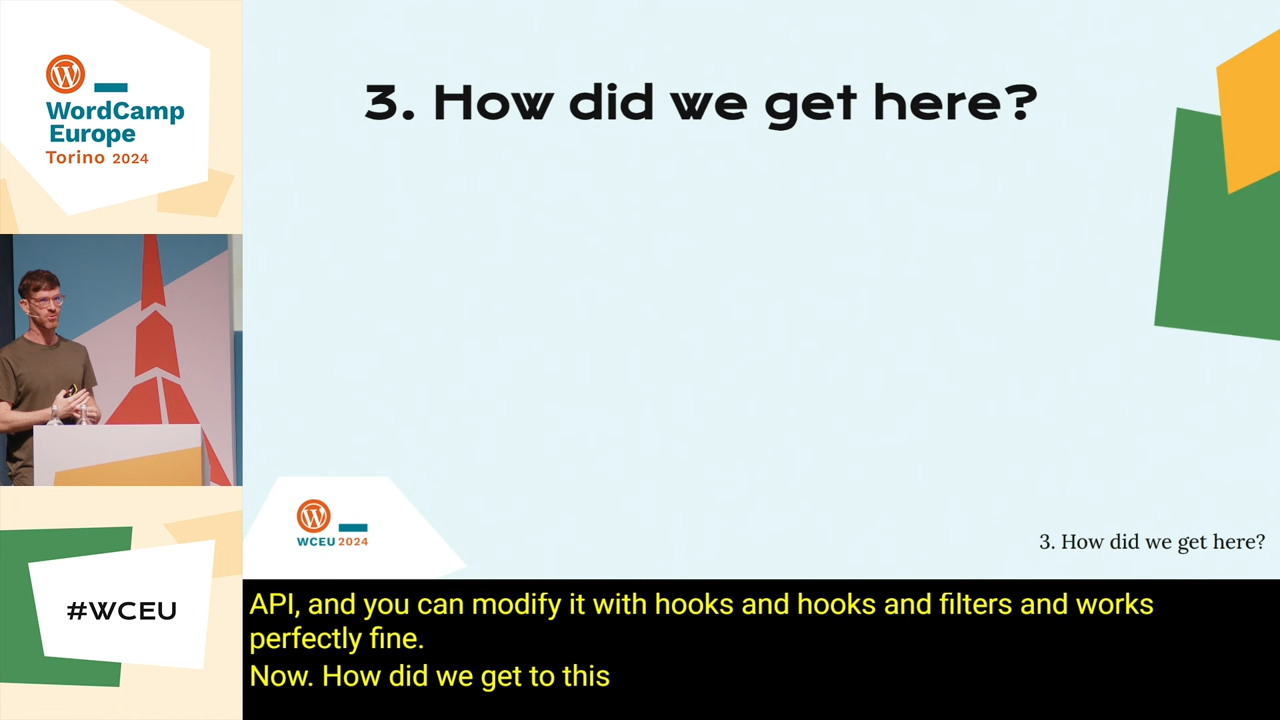 WordCamp
Europe
Torino 2024
3. How did we get here?
#WCEU
WCEU 2024
3. How did we get here?
API, and you can modify it with hooks and hooks and filters and works
perfectly fine.
Now. How did we get to this